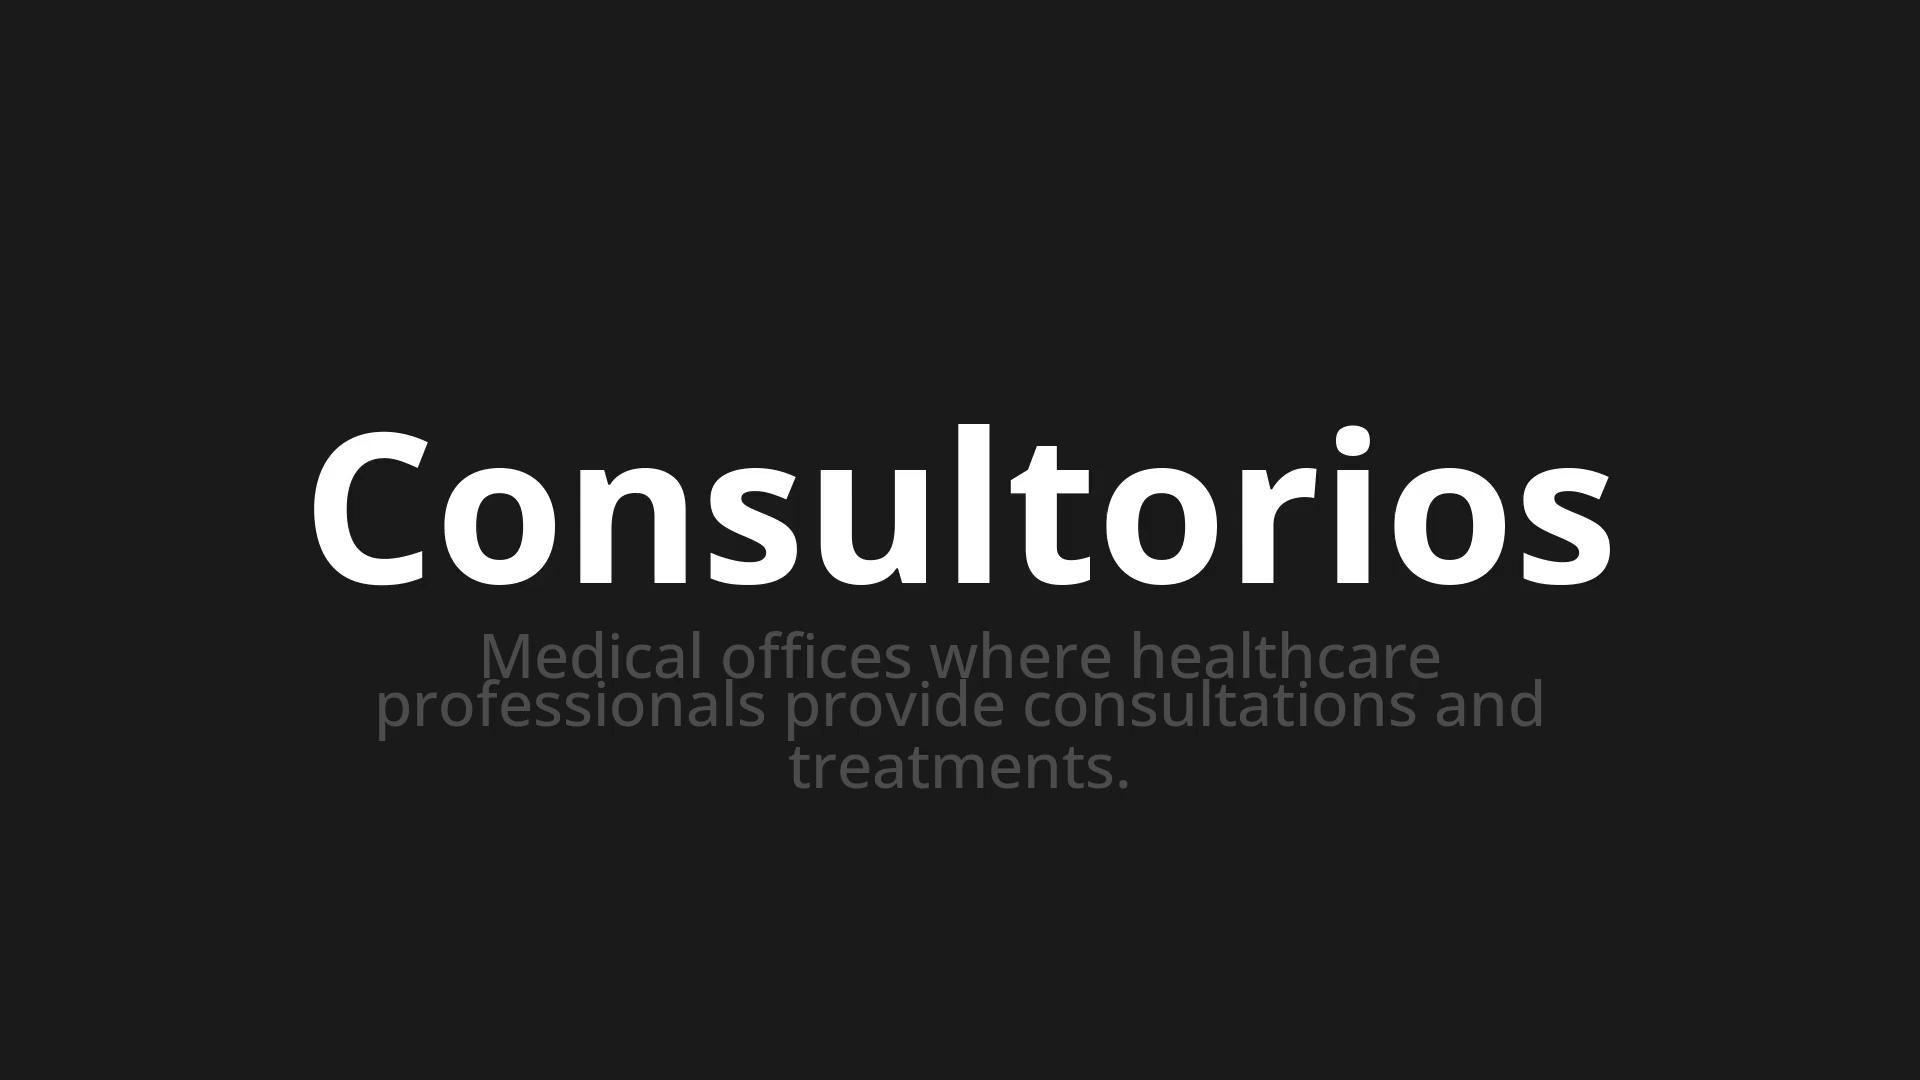 Consultorios
Medical offices where healthcare
professionals provide consultations and
treatments.